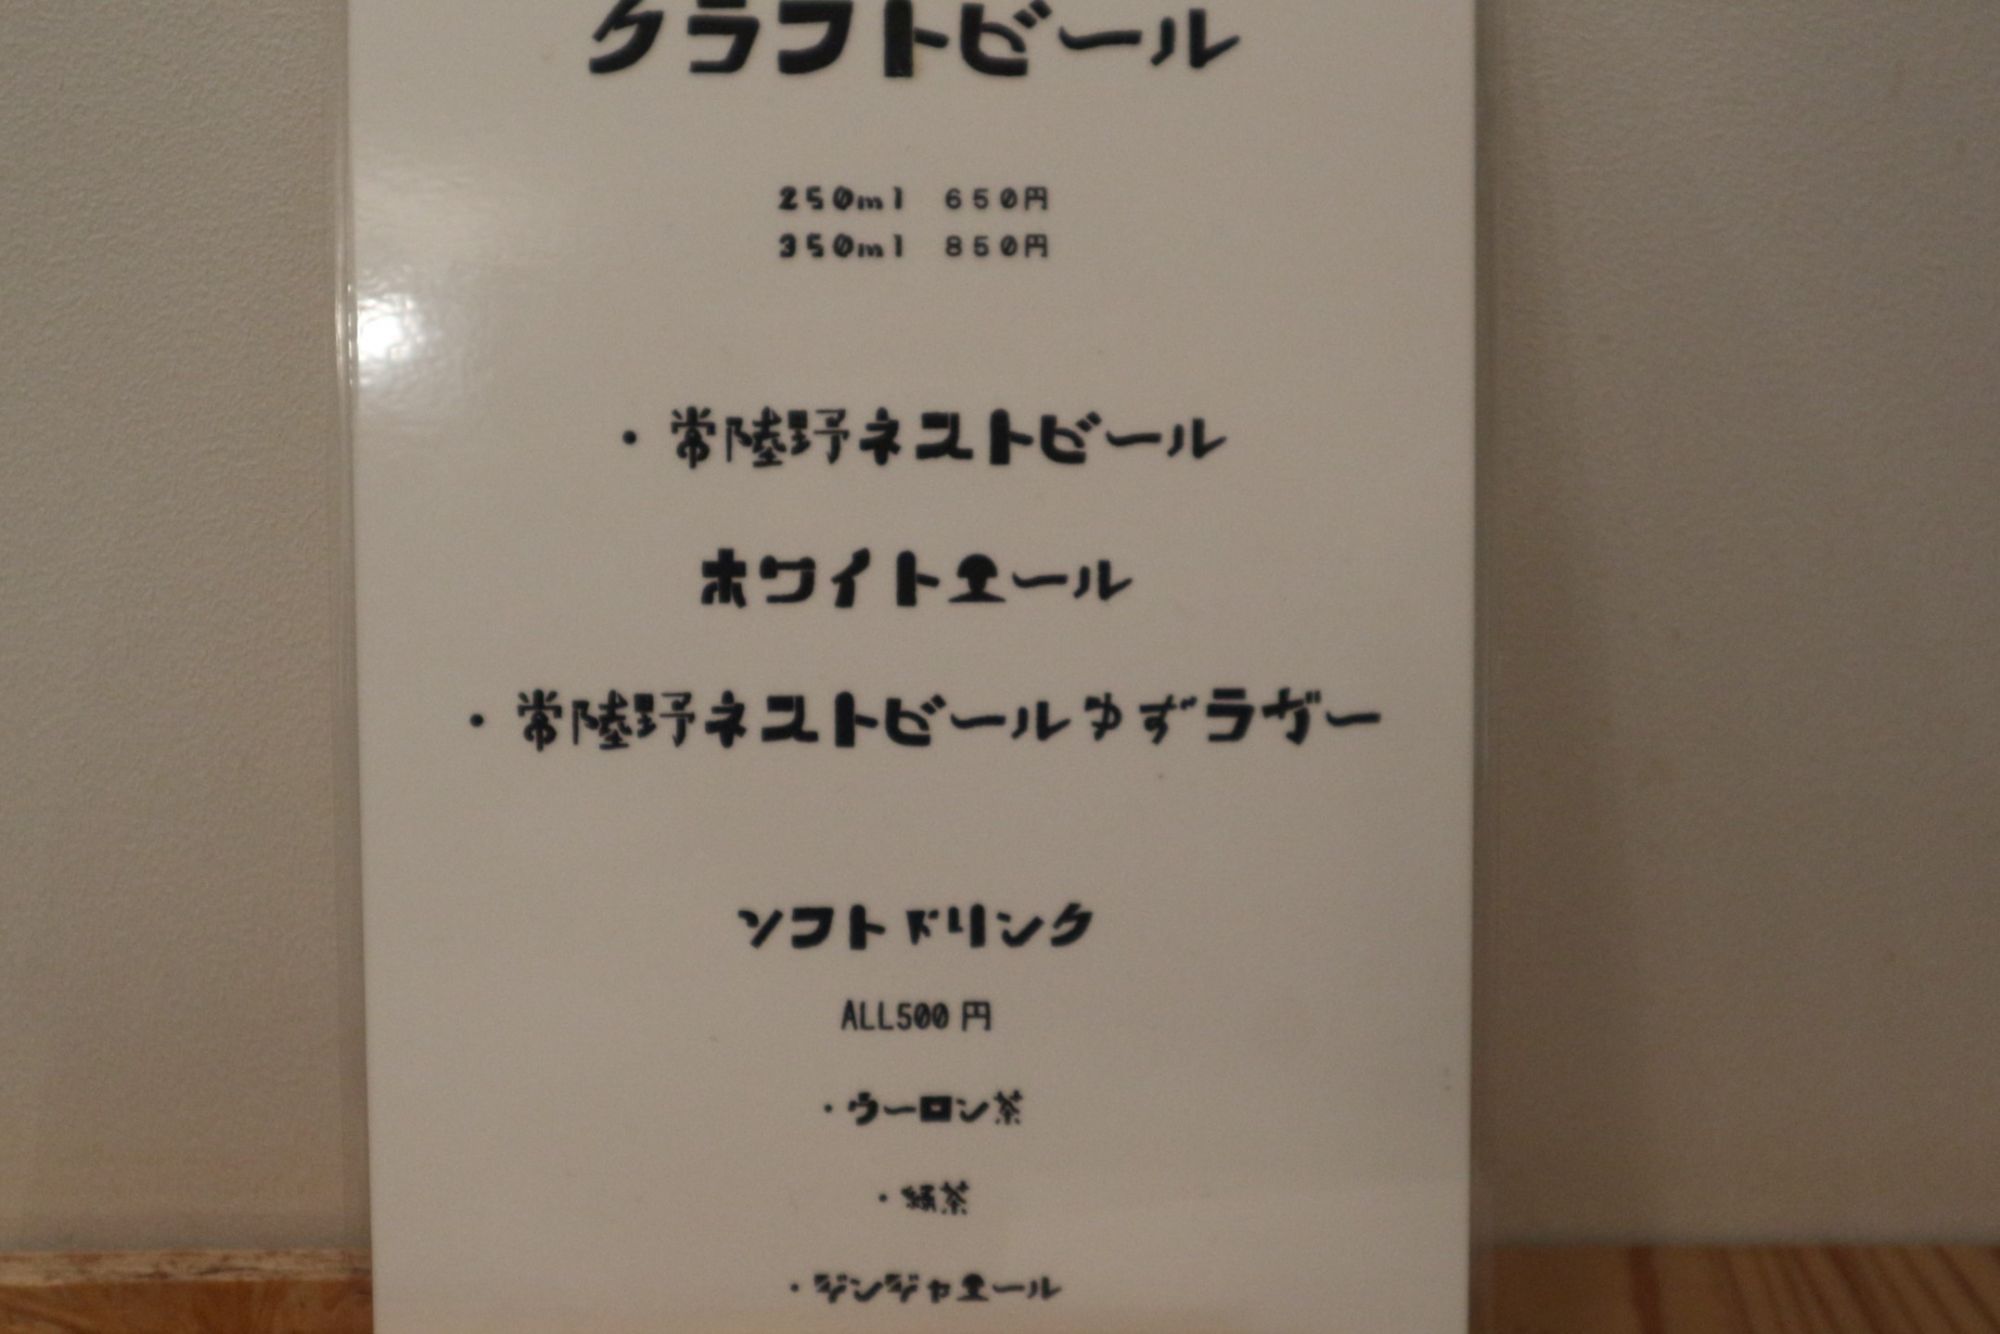 クラフトビール
250ml 650円
350ml 850円
・常陸野ネストビール
ホワイトエール
・常陸野ネストビールゆずラガー
ソフトドリンク
ALL500円
・ウーロン茶
・緑茶
・ジンジャエール